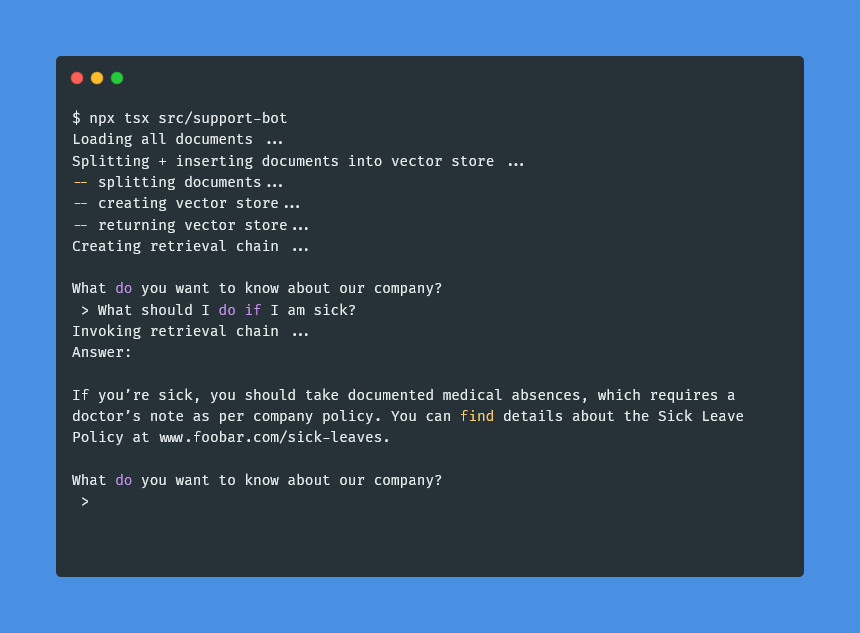 $ npx tsx src/support-bot
Loading all documents ...
Splitting + inserting documents into vector store ...
-- splitting documents...
-- creating vector store...
-- returning vector store...
Creating retrieval chain ...
What do you want to know about our company?
> What should I do if I am sick?
Invoking retrieval chain ...
Answer:
If you’re sick, you should take documented medical absences, which requires a
doctor’s note as per company policy. You can find details about the Sick Leave
Policy at www.foobar.com/sick-leaves.
What do you want to know about our company?
>